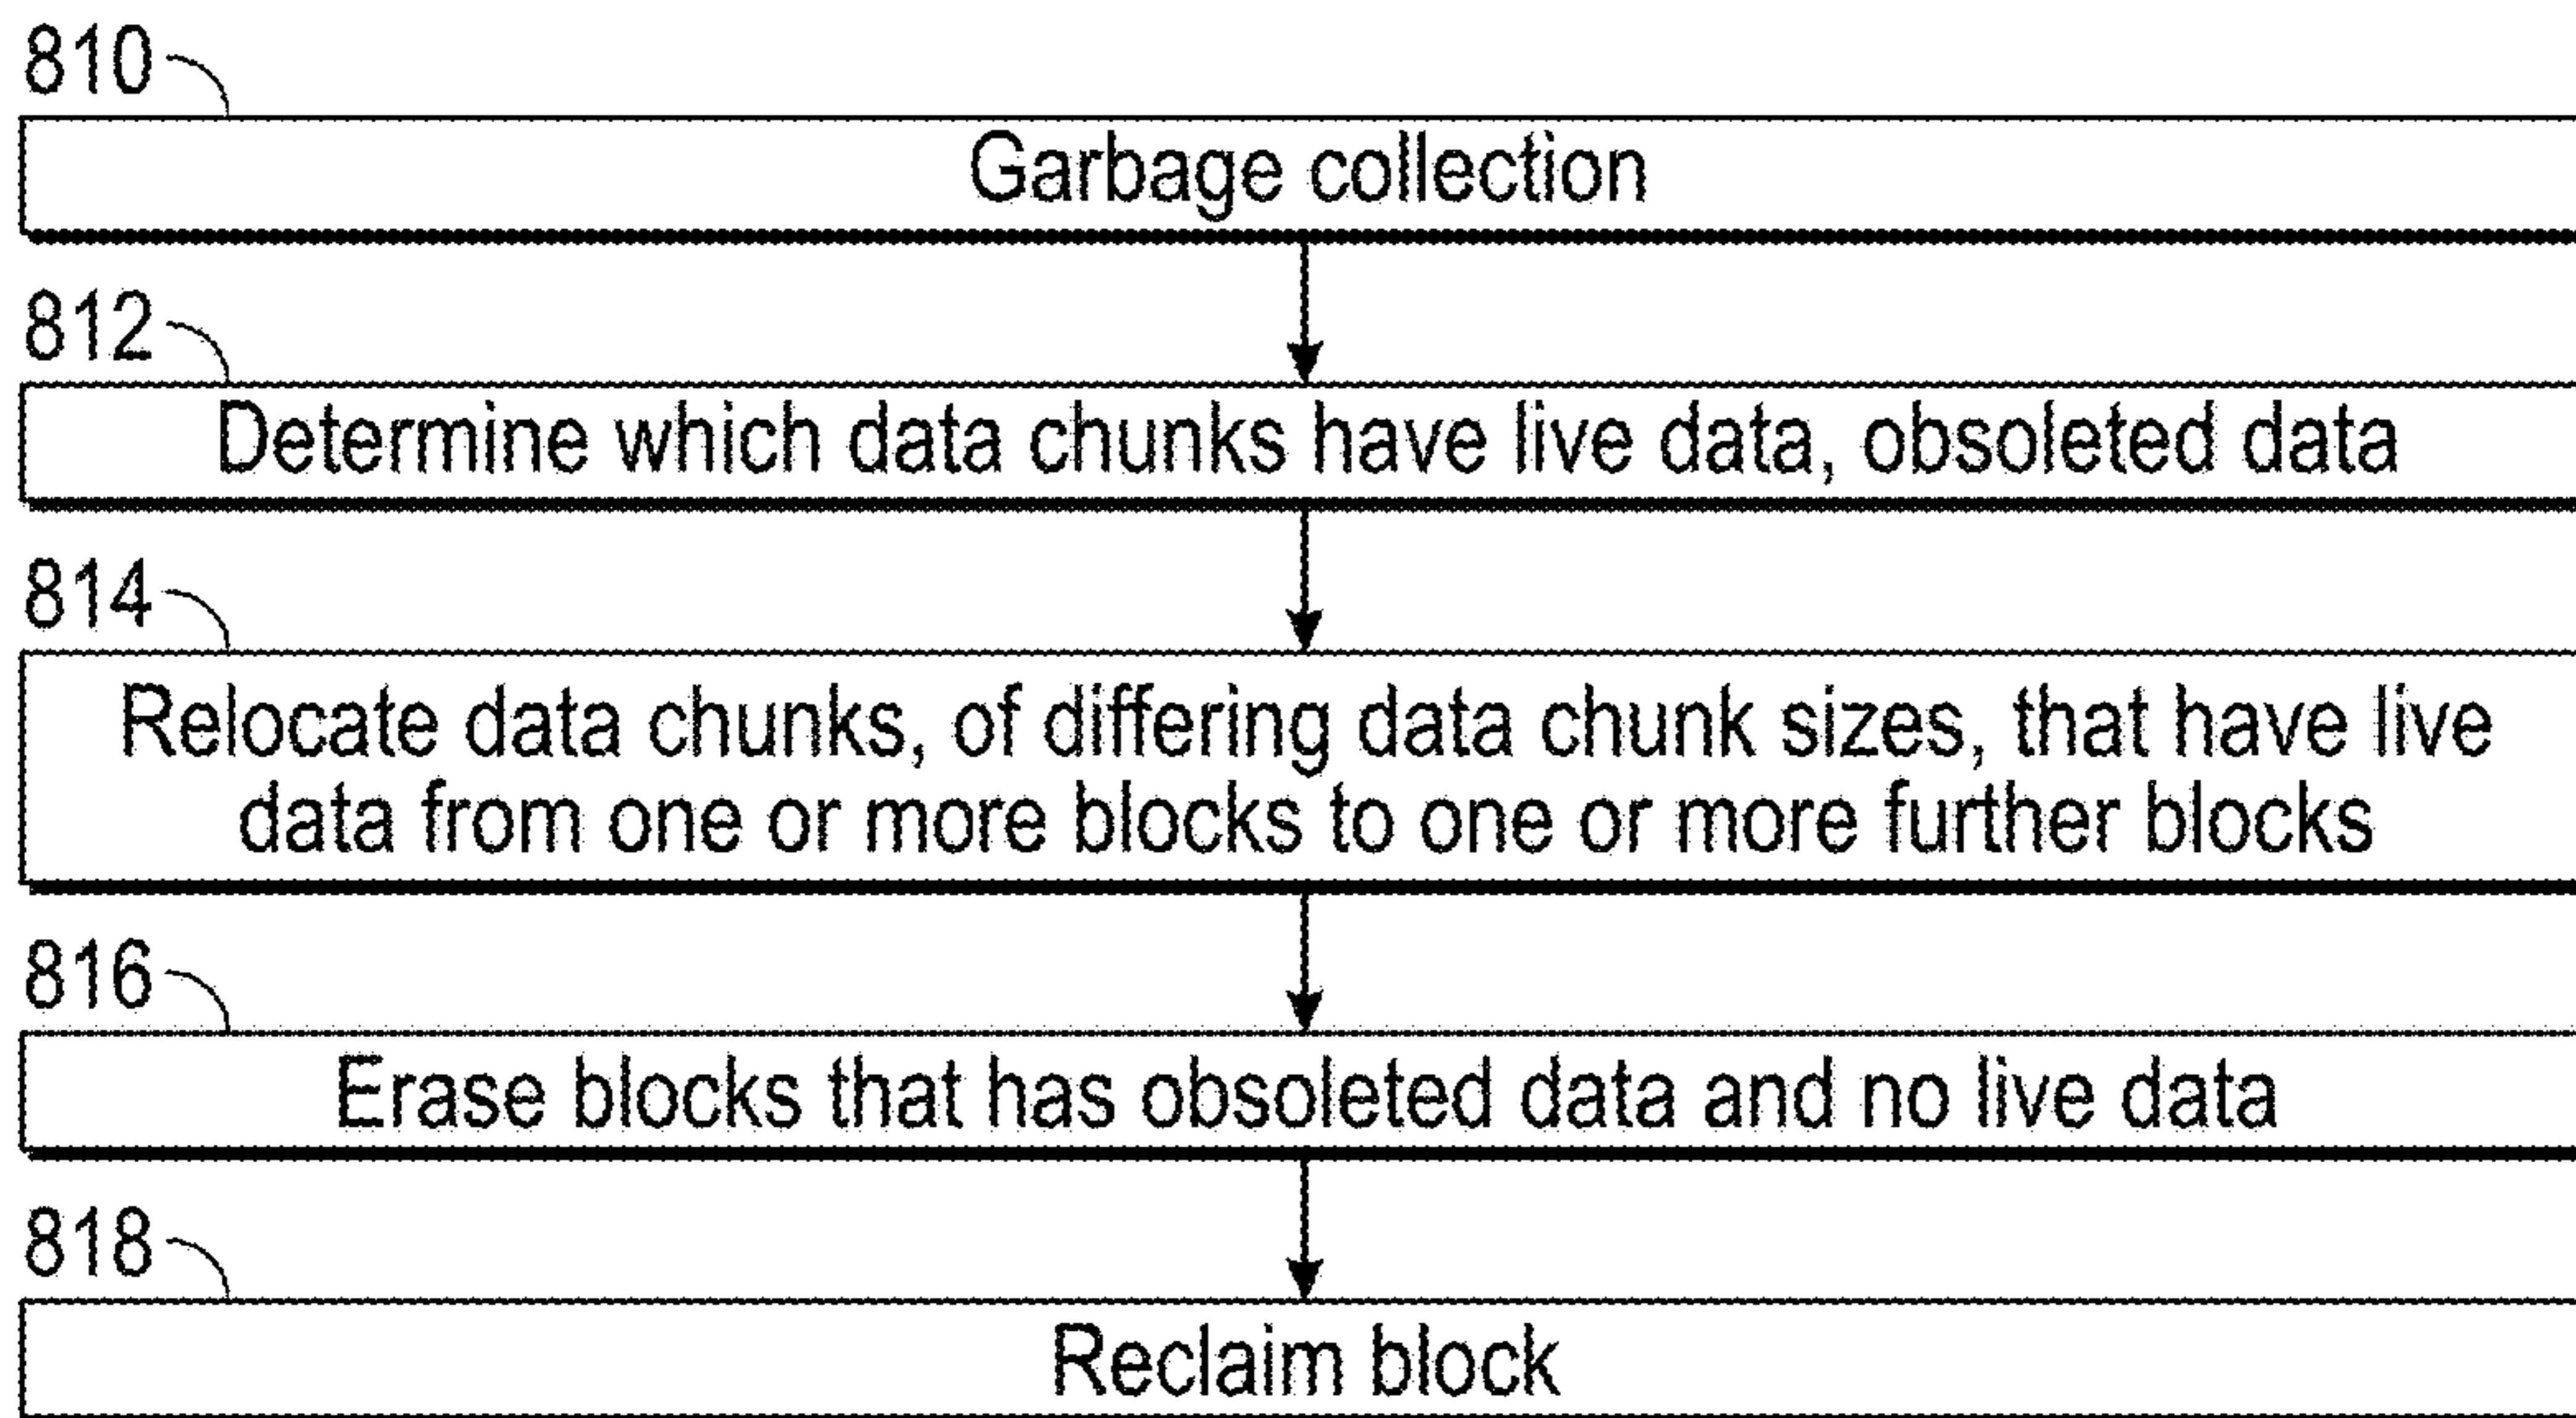 810
Garbage collection
812
Determine which data chunks have live data, obsoleted data
814
Relocate data chunks, of differing data chunk sizes, that have live
data from one or more blocks to one or more further blocks
816
Erase blocks that has obsoleted data and no live data
818
Reclaim block